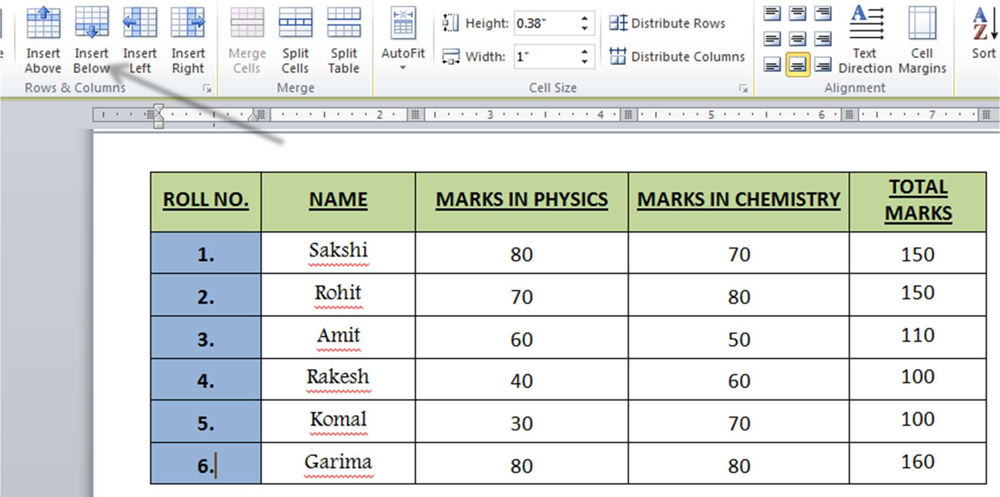 Insert Above
Insert Below
Insert Left
Insert Right
Rows & Columns
Merge Cells
Split Cells
Split Table
Merge
AutoFit
Height: 0.38"
Width: 1"
Distribute Rows
Distribute Columns
Cell Size
Text Direction
Cell Margins
Alignment
A
Z
Sort
2 3 4 5 6 7
ROLL NO. NAME MARKS IN PHYSICS MARKS IN CHEMISTRY TOTAL MARKS
1. Sakshi 80 70 150
2. Rohit 70 80 150
3. Amit 60 50 110
4. Rakesh 40 60 100
5. Komal 30 70 100
6. Garima 80 80 160